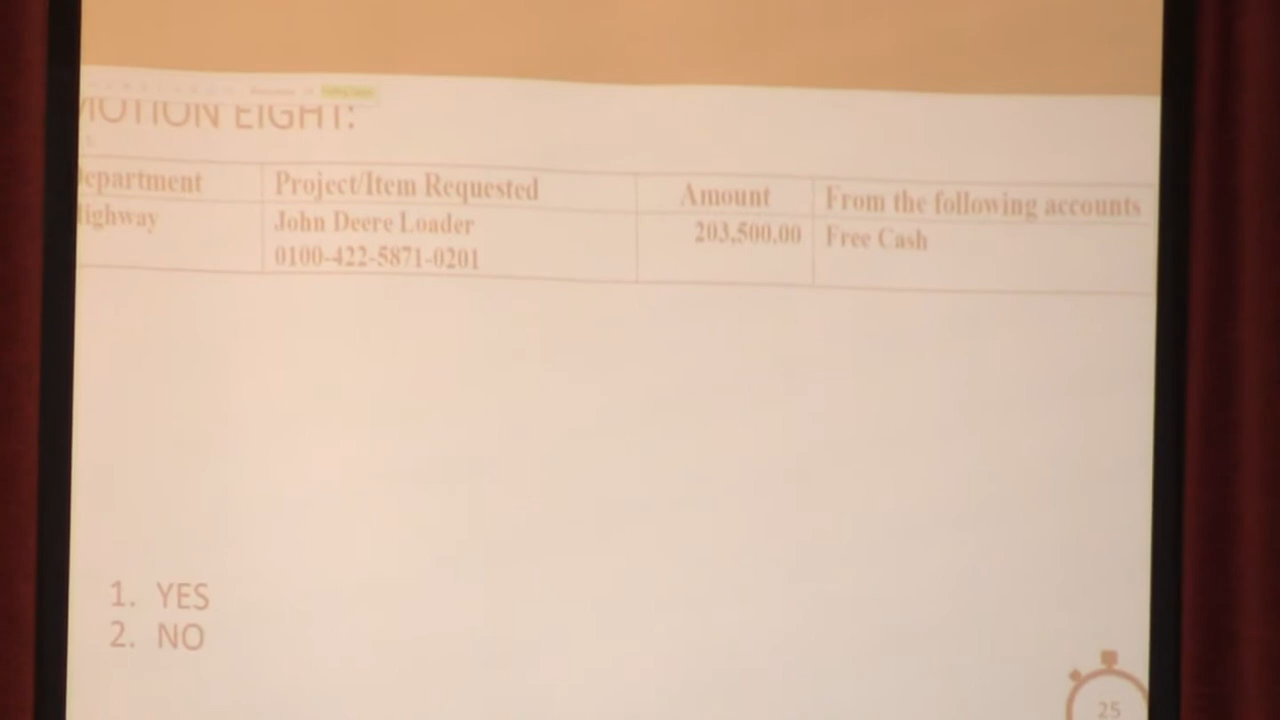 MOTION EIGHT:
Department Project/Item Requested Amount From the following accounts
Highway John Deere Loader 203,500.00 Free Cash
0100-422-5871-0201
1. YES
2. NO
25